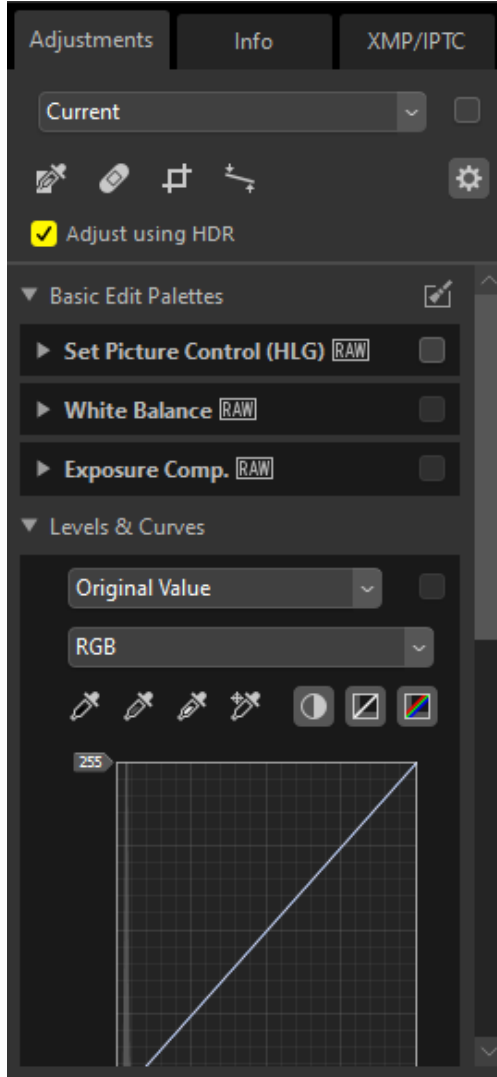 Adjustments Info XMP/IPTC
Current
Adjust using HDR
Basic Edit Palettes
Set Picture Control (HLG) RAW
White Balance RAW
Exposure Comp. RAW
Levels & Curves
Original Value
RGB
255